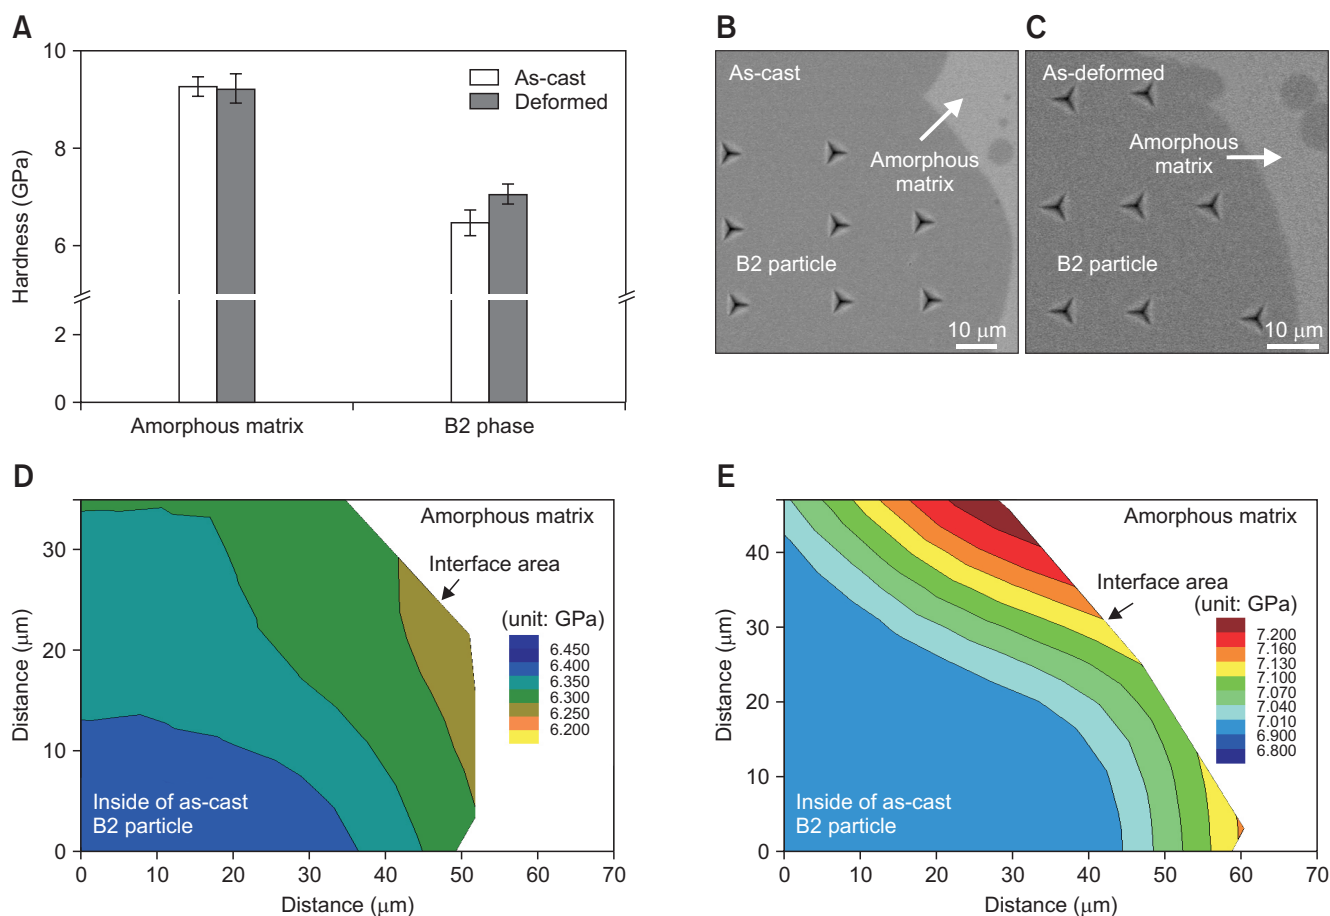 A
10
8
6
2
0
Hardness (GPa)
As-cast
Deformed
Amorphous matrix
B2 phase
B
As-cast
Amorphous
matrix
B2 particle
10 μm
C
As-deformed
Amorphous
matrix
B2 particle
10 μm
D
30
20
10
0
Distance (μm)
Amorphous matrix
Interface area
(unit: GPa)
6.450
6.400
6.350
6.300
6.250
6.200
Inside of as-cast
B2 particle
0 10 20 30 40 50 60 70
Distance (μm)
E
40
30
20
10
0
Distance (μm)
Amorphous matrix
Interface area
(unit: GPa)
7.200
7.160
7.130
7.100
7.070
7.040
7.010
6.900
6.800
Inside of as-cast
B2 particle
0 10 20 30 40 50 60 70
Distance (μm)